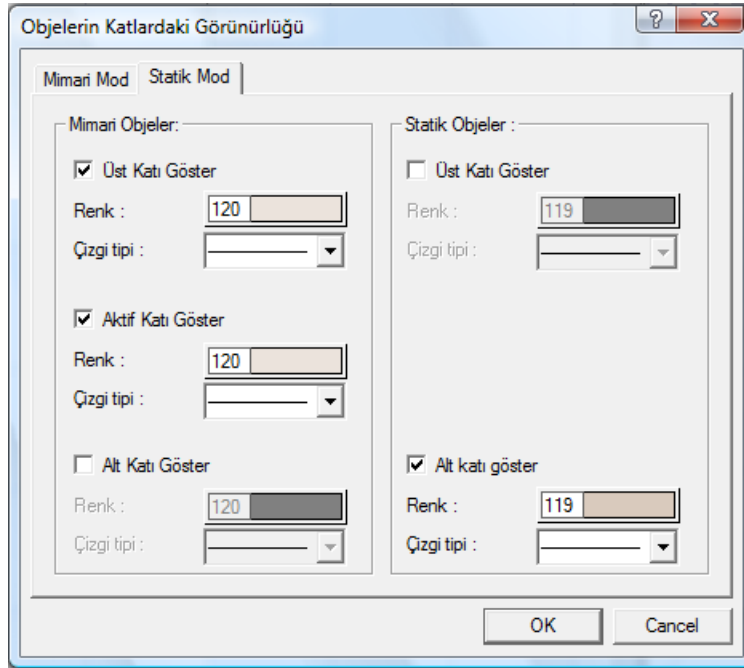 Objelerin Katlardaki Görünürlüğü
Mimari Mod
Statik Mod
Mimari Objeler:
Üst Katı Göster
Renk :
120
Çizgi tipi :
Aktif Katı Göster
Renk :
120
Çizgi tipi :
Alt Katı Göster
Renk :
120
Çizgi tipi :
Statik Objeler :
Üst Katı Göster
Renk :
119
Çizgi tipi :
Alt katı göster
Renk :
119
Çizgi tipi :
OK
Cancel